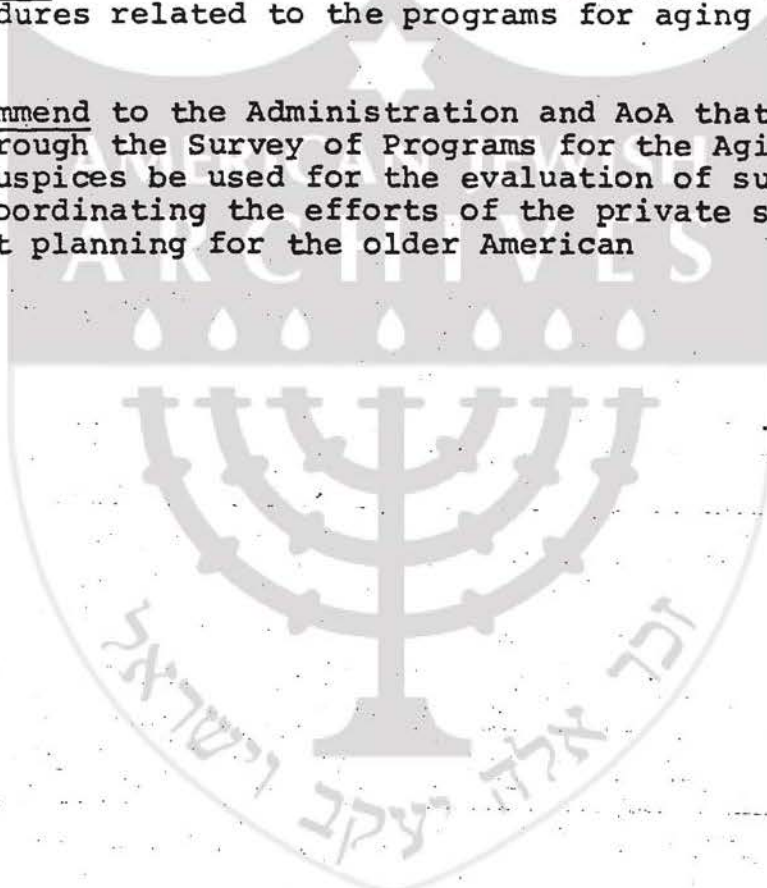 dures related to the programs for aging
mmend to the Administration and AoA that
rough the Survey of Programs for the Agi
uspices be used for the evaluation of su
oordinating the efforts of the private s
t planning for the older American
AMERICAN JEWISH
ARCHIVES
זכר אלה יעקב וישראל